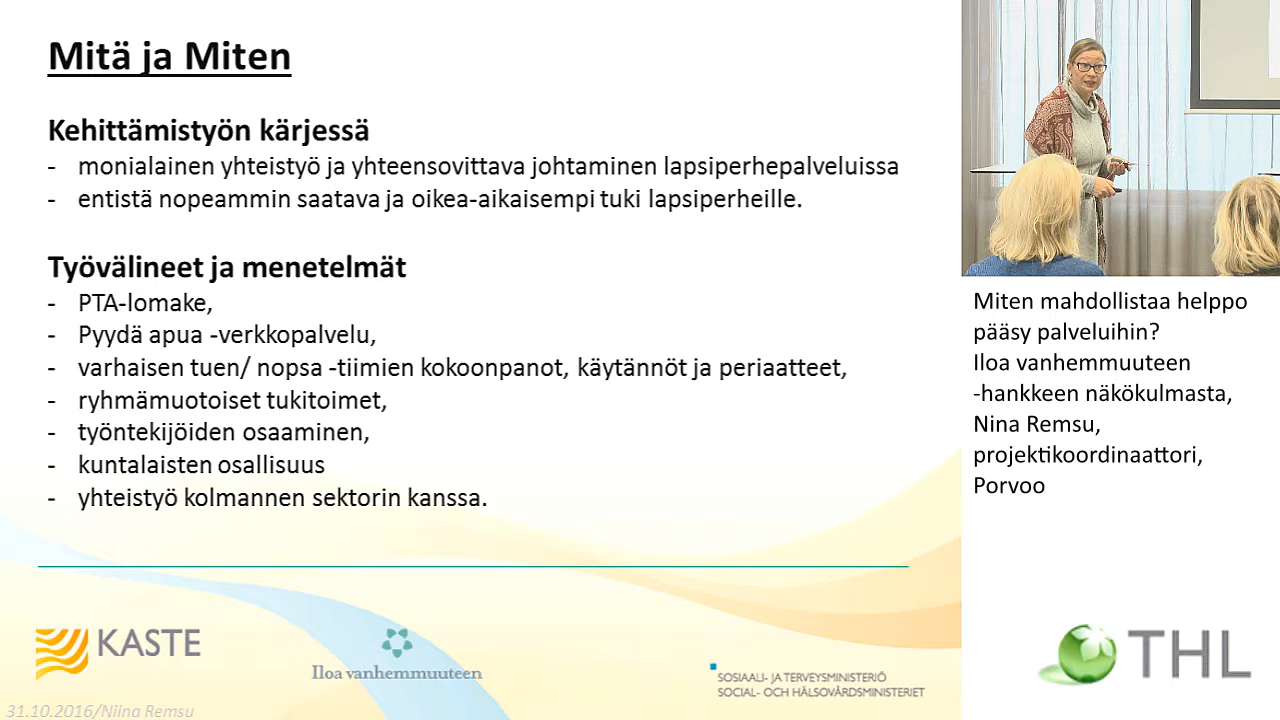 Mitä ja Miten
Kehittämistyön kärjessä
- monialainen yhteistyö ja yhteensovittava johtaminen lapsiperhepalveluissa
- entistä nopeammin saatava ja oikea-aikaisempi tuki lapsiperheille.
Työvälineet ja menetelmät
- PTA-lomake,
- Pyydä apua -verkkopalvelu,
- varhaisen tuen/ nopsa -tiimien kokoonpanot, käytännöt ja periaatteet,
- ryhmämuotoiset tukitoimet,
- työntekijöiden osaaminen,
- kuntalaisten osallisuus
- yhteistyö kolmannen sektorin kanssa.
KASTE
Iloa vanhemmuuteen
SOSIAALI- JA TERVEYSMINISTERIÖ
SOCIAL- OCH HÄLSOVÅRDSMINISTERIET
31.10.2016/Niina Remsu
Miten mahdollistaa helppo
pääsy palveluihin?
Iloa vanhemmuuteen
-hankkeen näkökulmasta,
Nina Remsu,
projektikoordinaattori,
Porvoo
THL